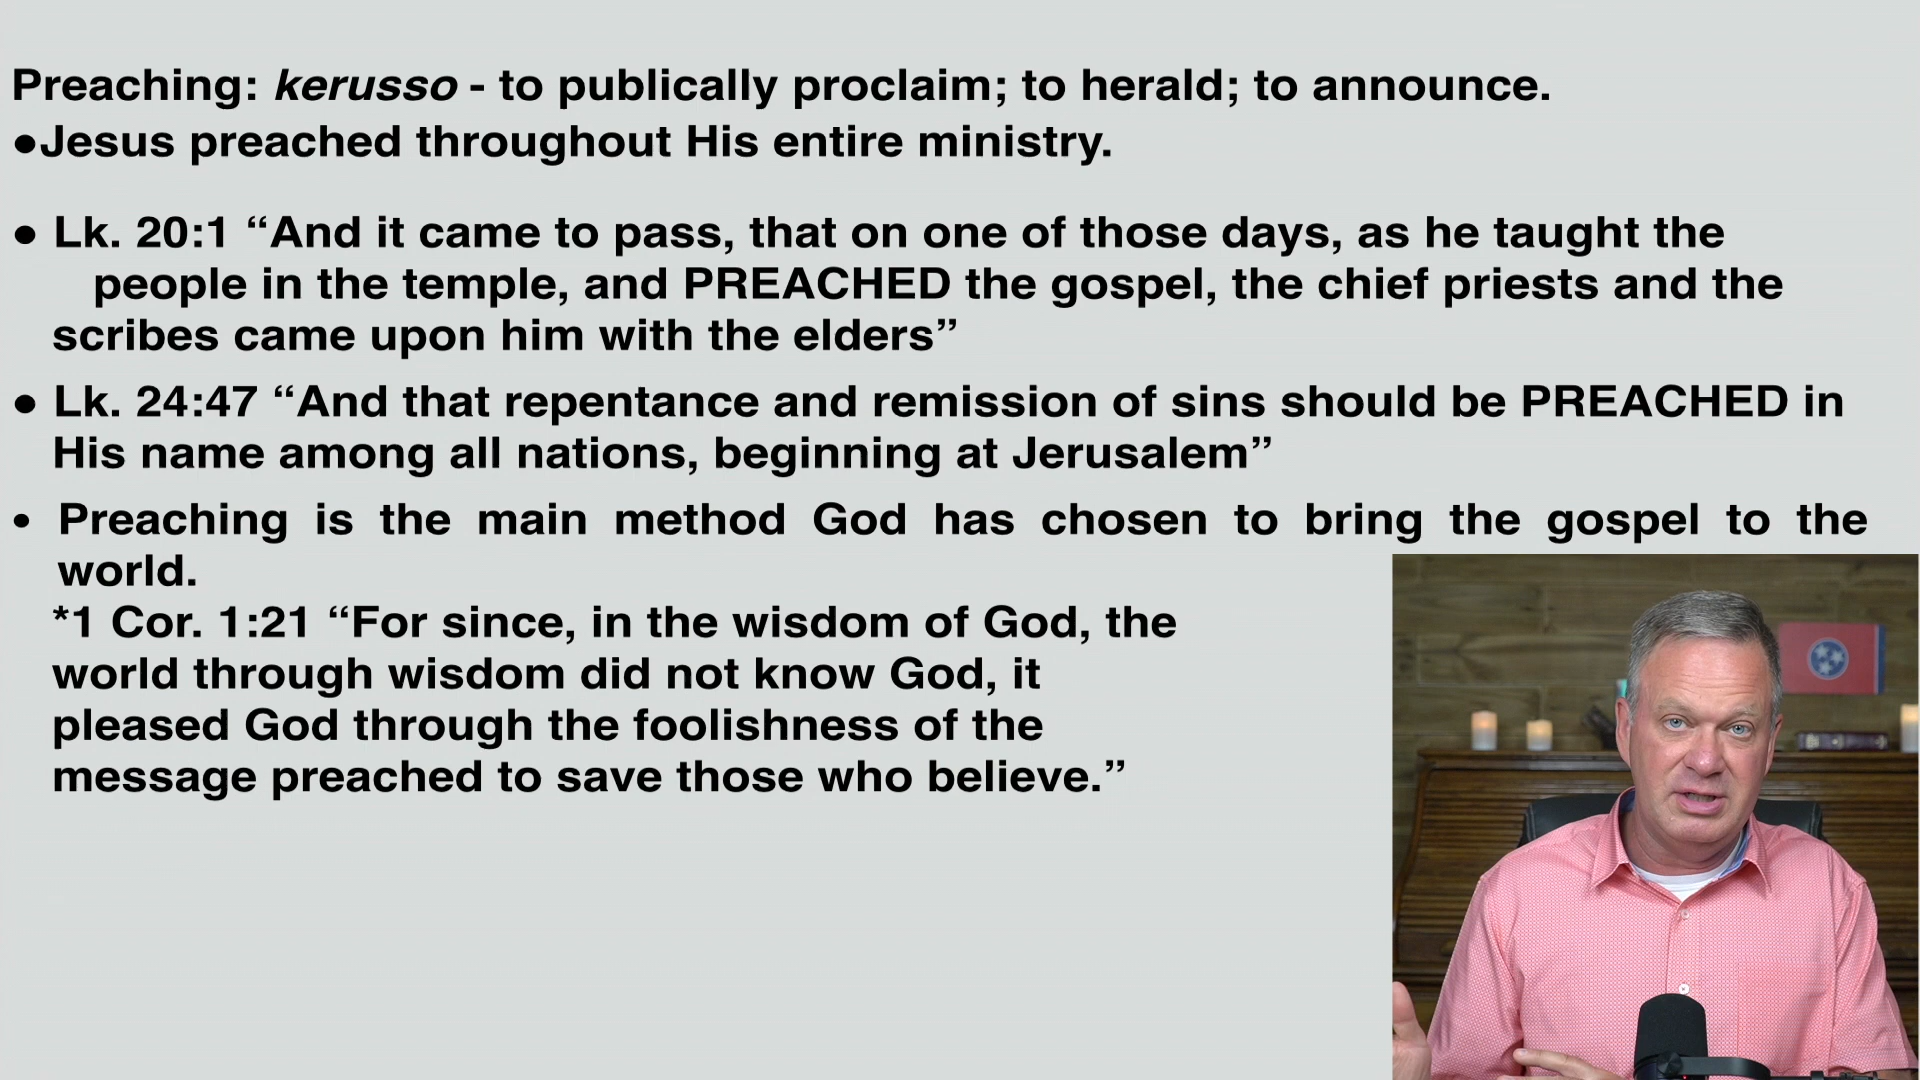 Preaching: kerusso - to publically proclaim; to herald; to announce.
●Jesus preached throughout His entire ministry.
● Lk. 20:1 “And it came to pass, that on one of those days, as he taught the
people in the temple, and PREACHED the gospel, the chief priests and the
scribes came upon him with the elders”
● Lk. 24:47 “And that repentance and remission of sins should be PREACHED in
His name among all nations, beginning at Jerusalem”
• Preaching is the main method God has chosen to bring the gospel to the
world.
*1 Cor. 1:21 “For since, in the wisdom of God, the
world through wisdom did not know God, it
pleased God through the foolishness of the
message preached to save those who believe.”